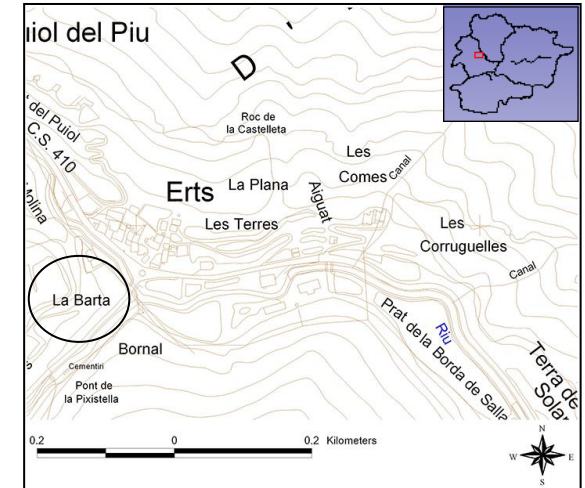 uiol del Piu
D
Roc de
la Castelleta
del Puiol
C.S. 410
Les
Comes
Canal
Erts
La Plana
Aiguat
Molina
Les Terres
Les
Corruguelles
Canal
La Barta
Prat de la Borda de Salla
Riu
Bornal
Terra de
Solar
Cementiri
Pont de
la Pixistella
0.2 0 0.2 Kilometers
N
W E
S